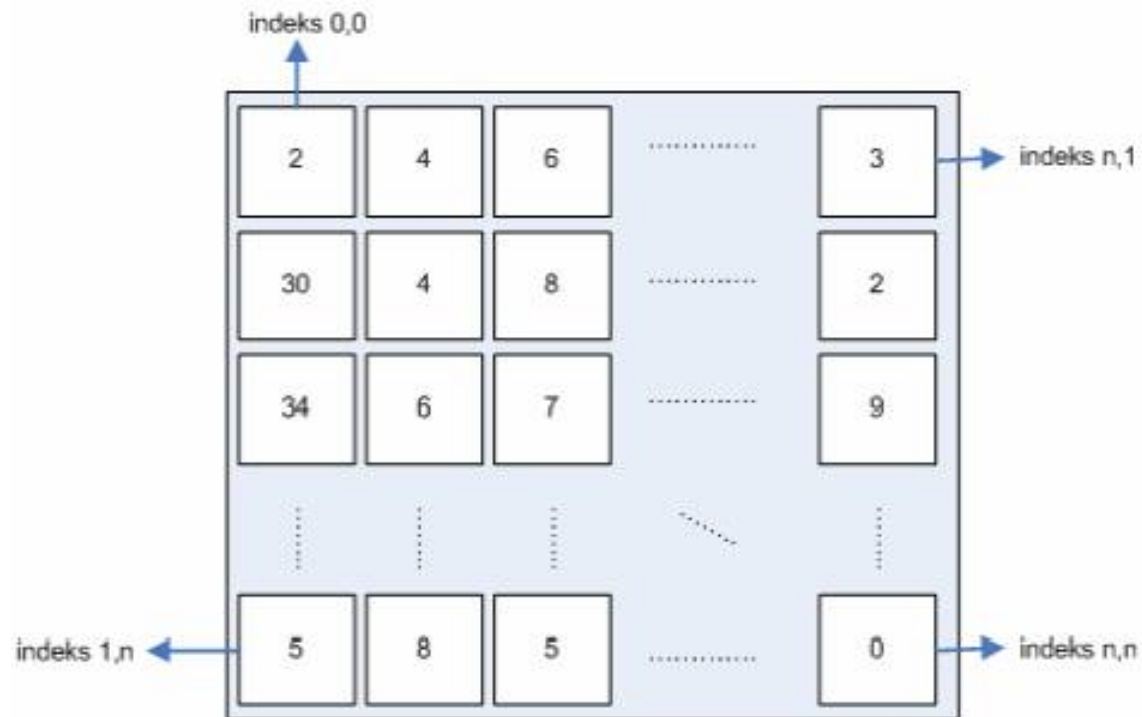 indeks 0,0
2 4 6 ................ 3 indeks n,1
30 4 8 ................ 2
34 6 7 ................ 9
indeks 1,n 5 8 5 ................ 0 indeks n,n